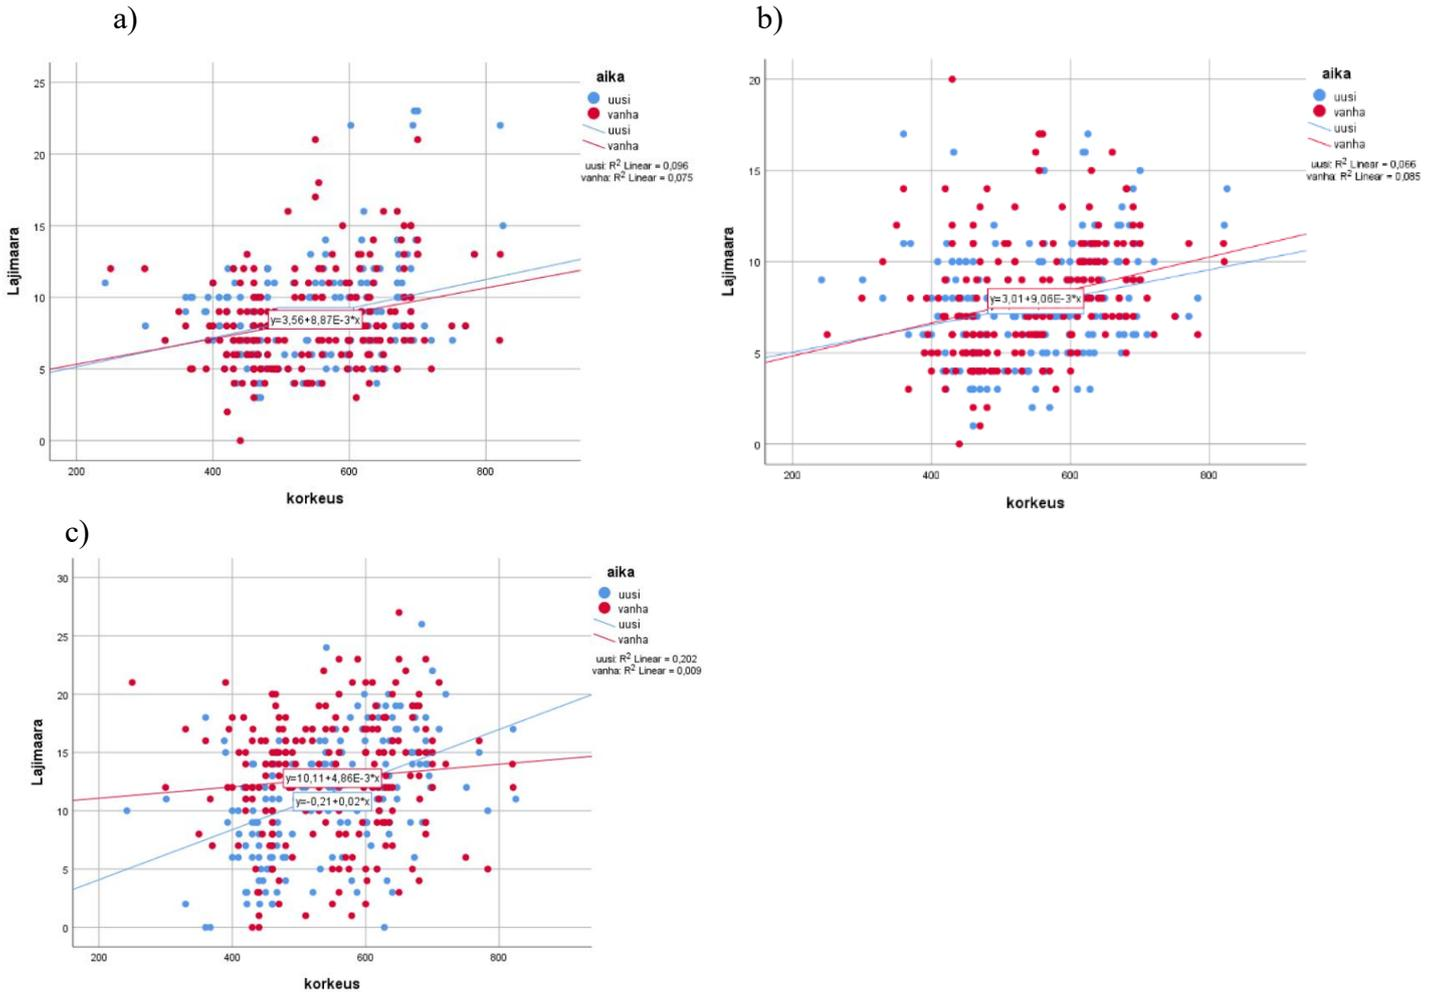 a)
25
20
15
10
5
0
Lajimaara
200
400
600
800
korkeus
y=3,56+8,87E-3*x
aika
uusi
vanha
uusi
vanha
uusi: R2 Linear = 0,096
vanha: R2 Linear = 0,075
b)
20
15
10
5
0
Lajimaara
200
400
600
800
korkeus
y=3,01+9,06E-3*x
aika
uusi
vanha
uusi
vanha
uusi: R2 Linear = 0,066
vanha: R2 Linear = 0,085
c)
30
25
20
15
10
5
0
Lajimaara
200
400
600
800
korkeus
y=10,11+4,86E-3*x
y=-0,21+0,02*x
aika
uusi
vanha
uusi
vanha
uusi: R2 Linear = 0,202
vanha: R2 Linear = 0,009